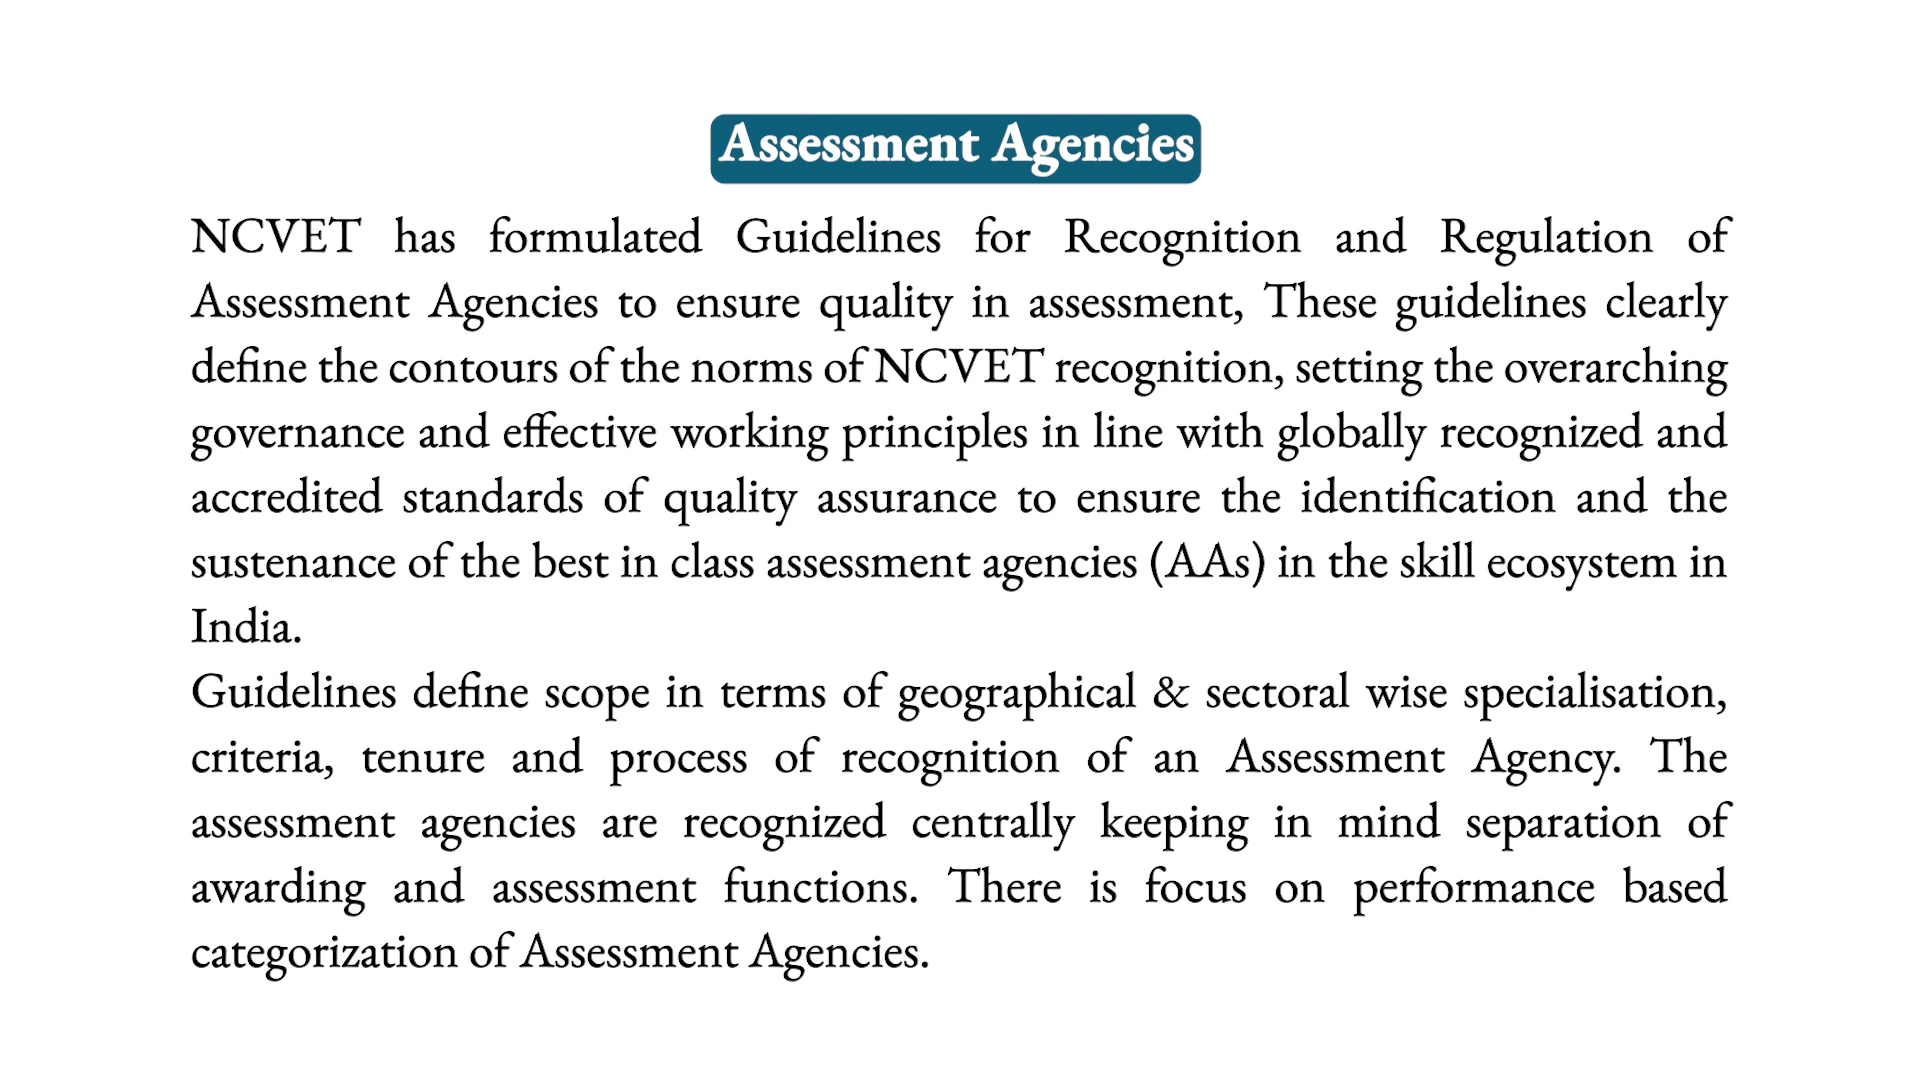 Assessment Agencies
NCVET has formulated Guidelines for Recognition and Regulation of
Assessment Agencies to ensure quality in assessment, These guidelines clearly
define the contours of the norms of NCVET recognition, setting the overarching
governance and effective working principles in line with globally recognized and
accredited standards of quality assurance to ensure the identification and the
sustenance of the best in class assessment agencies (AAs) in the skill ecosystem in
India.
Guidelines define scope in terms of geographical & sectoral wise specialisation,
criteria, tenure and process of recognition of an Assessment Agency. The
assessment agencies are recognized centrally keeping in mind separation of
awarding and assessment functions. There is focus on performance based
categorization of Assessment Agencies.